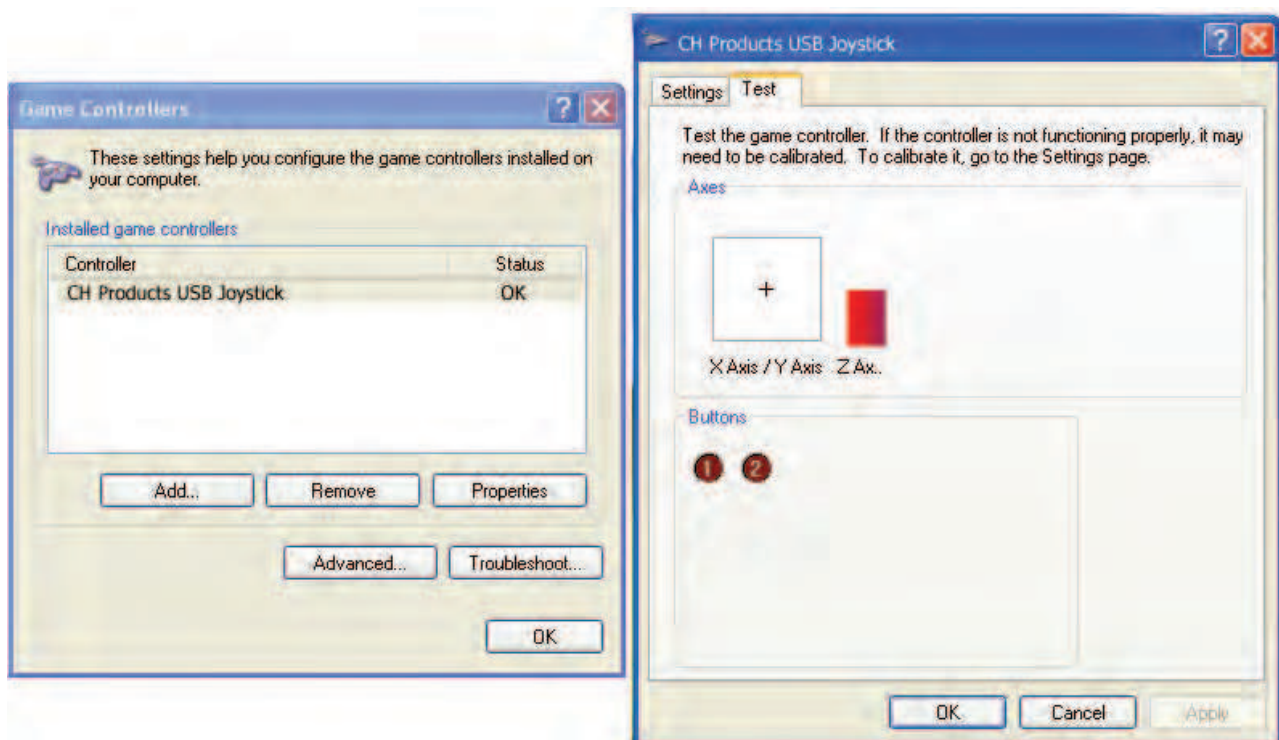 Game Controllers
These settings help you configure the game controllers installed on
your computer.
Installed game controllers
Controller Status
CH Products USB Joystick OK
Add... Remove Properties
Advanced... Troubleshoot...
OK
CH Products USB Joystick
Settings Test
Test the game controller. If the controller is not functioning properly, it may
need to be calibrated. To calibrate it, go to the Settings page.
Axes
X Axis / Y Axis Z Ax..
Buttons
1 2
OK Cancel Apply